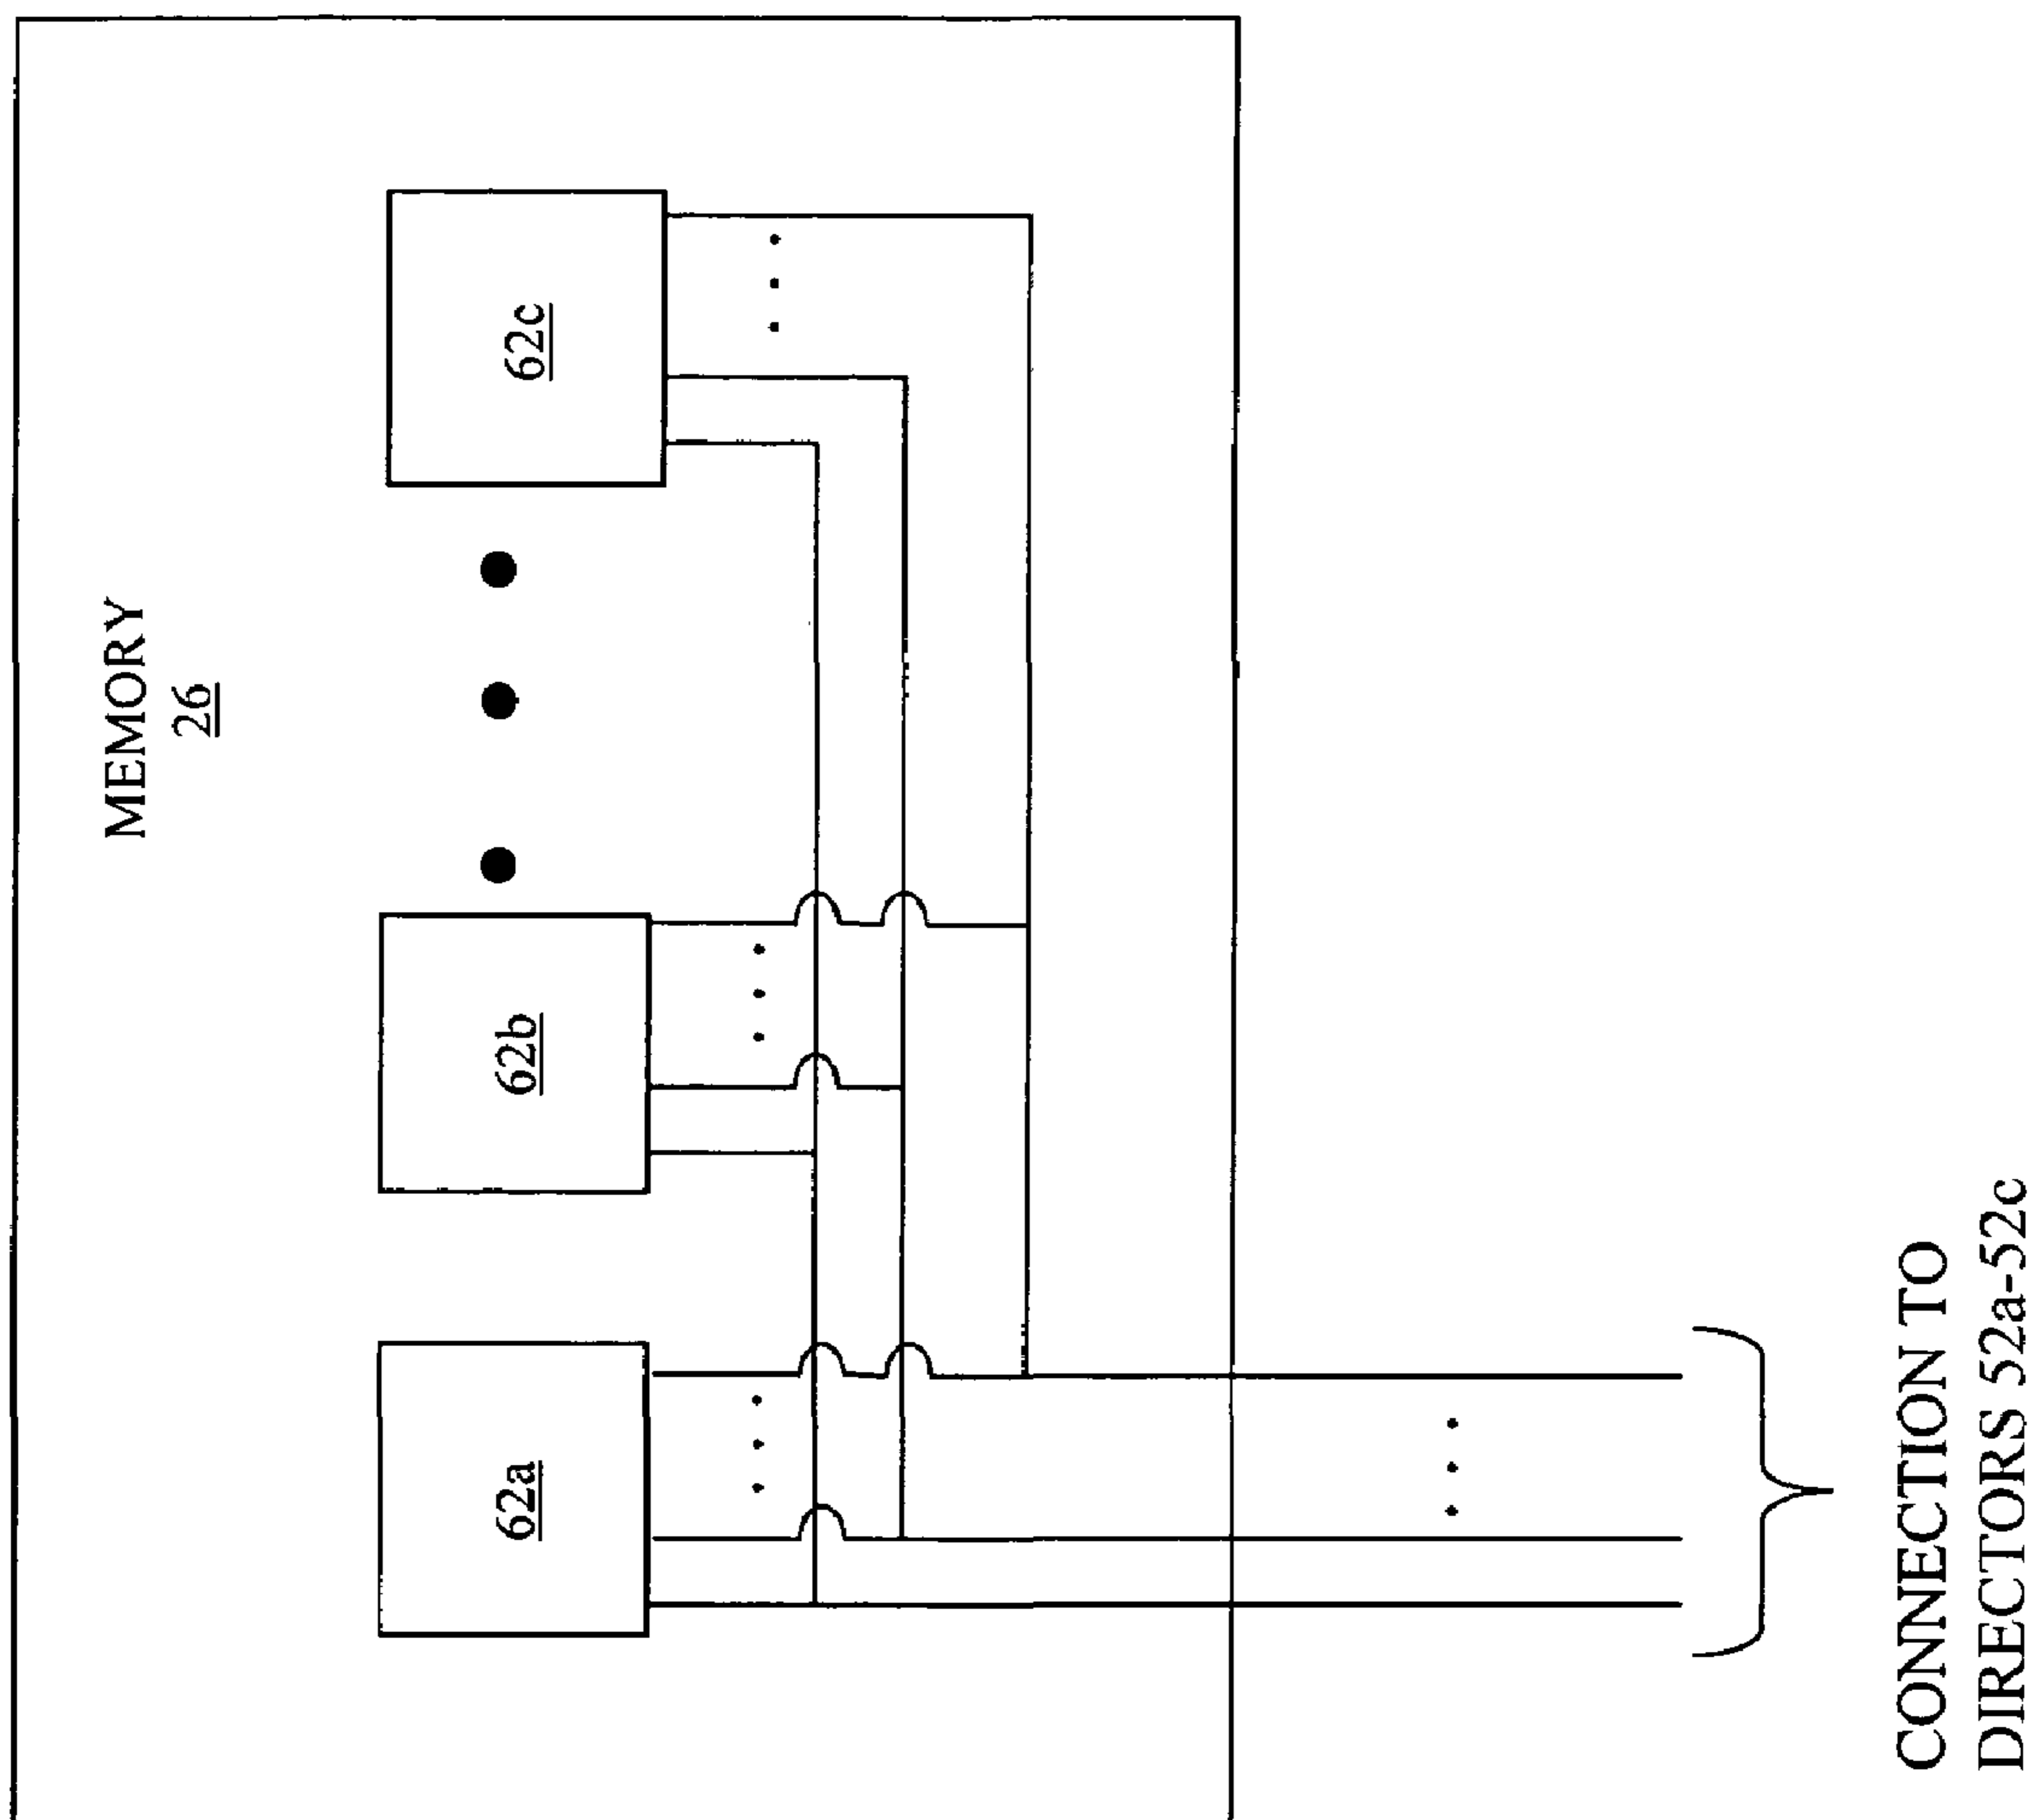 MEMORY
26
62a
62b
62c
CONNECTION TO
DIRECTORS 52a-52c